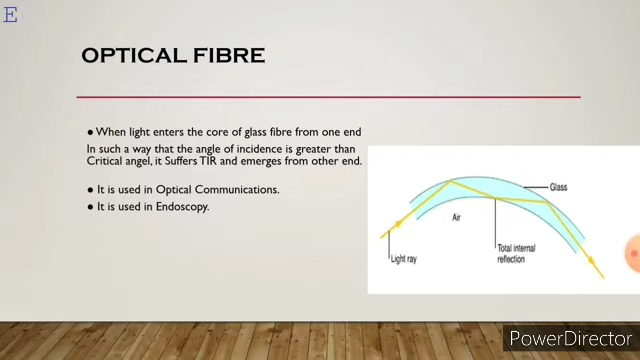 E
OPTICAL FIBRE
● When light enters the core of glass fibre from one end
In such a way that the angle of incidence is greater than
Critical angel, it Suffers TIR and emerges from other end.
● It is used in Optical Communications.
● It is used in Endoscopy.
Glass
Air
Total internal
reflection
Light ray
PowerDirector